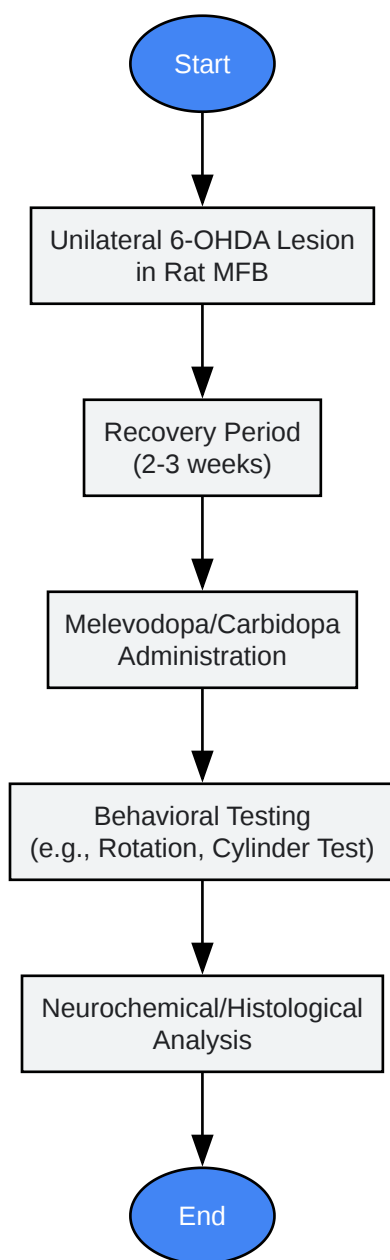 Start
Unilateral 6-OHDA Lesion
in Rat MFB
Recovery Period
(2-3 weeks)
Melevodopa/Carbidopa
Administration
Behavioral Testing
(e.g., Rotation, Cylinder Test)
Neurochemical/Histological
Analysis
End